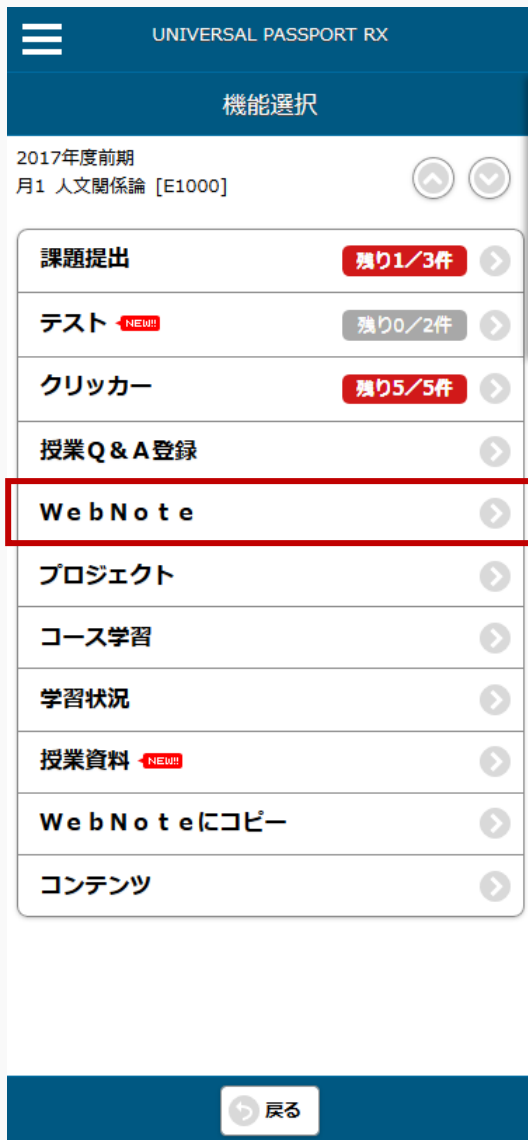 UNIVERSAL PASSPORT RX
機能選択
2017年度前期
月1 人文関係論 [E1000]
課題提出 残り1／3件
テスト NEW!! 残り0／2件
クリッカー 残り5／5件
授業Ｑ＆Ａ登録
ＷｅｂＮｏｔｅ
プロジェクト
コース学習
学習状況
授業資料 NEW!!
ＷｅｂＮｏｔｅにコピー
コンテンツ
戻る